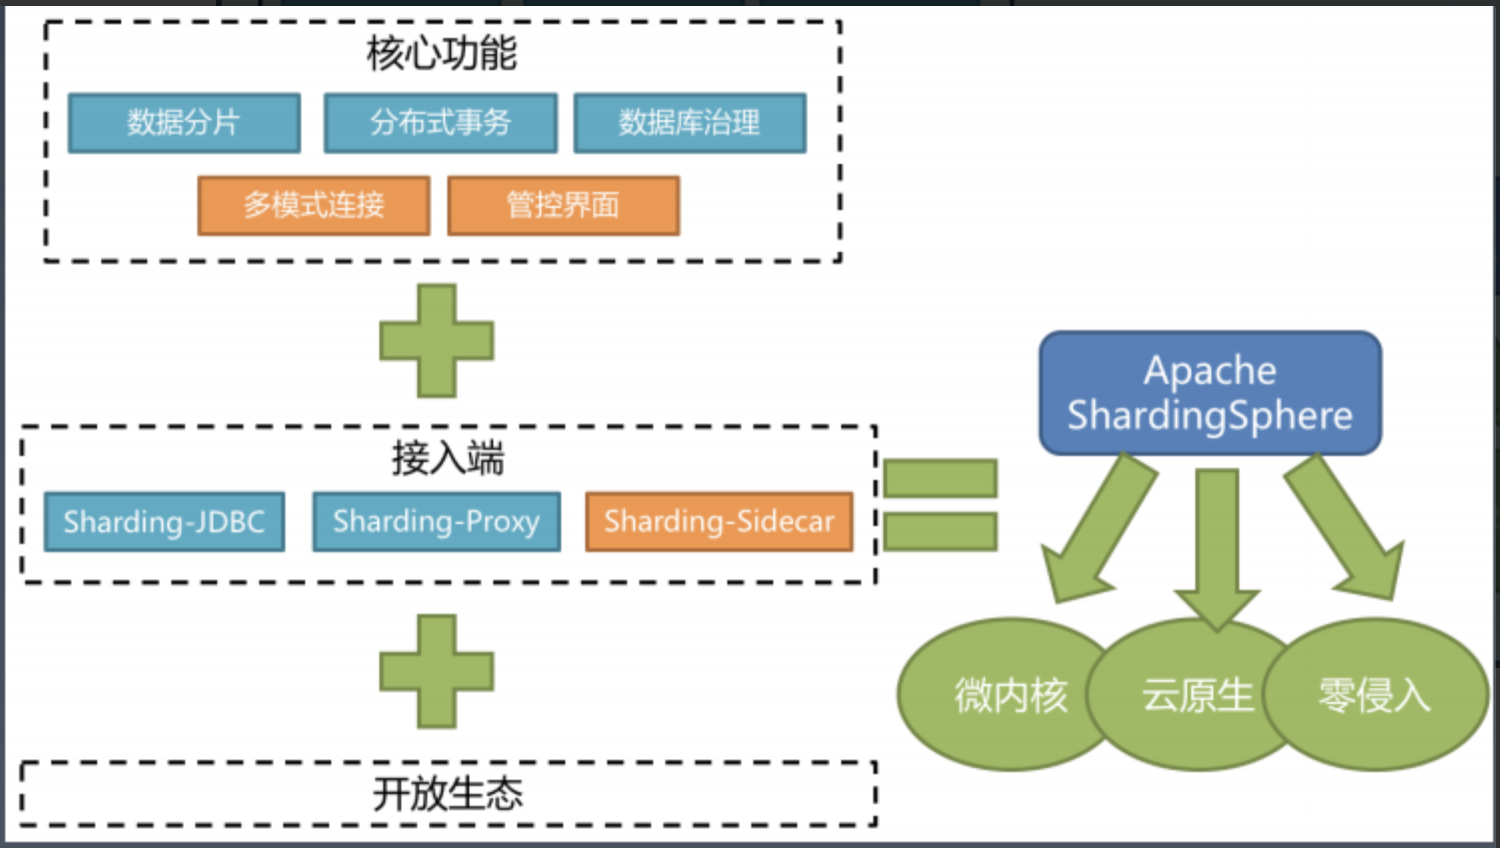 核心功能
数据分片 分布式事务 数据库治理
多模式连接 管控界面
接入端
Sharding-JDBC Sharding-Proxy Sharding-Sidecar
开放生态
Apache
ShardingSphere
微内核 云原生 零侵入